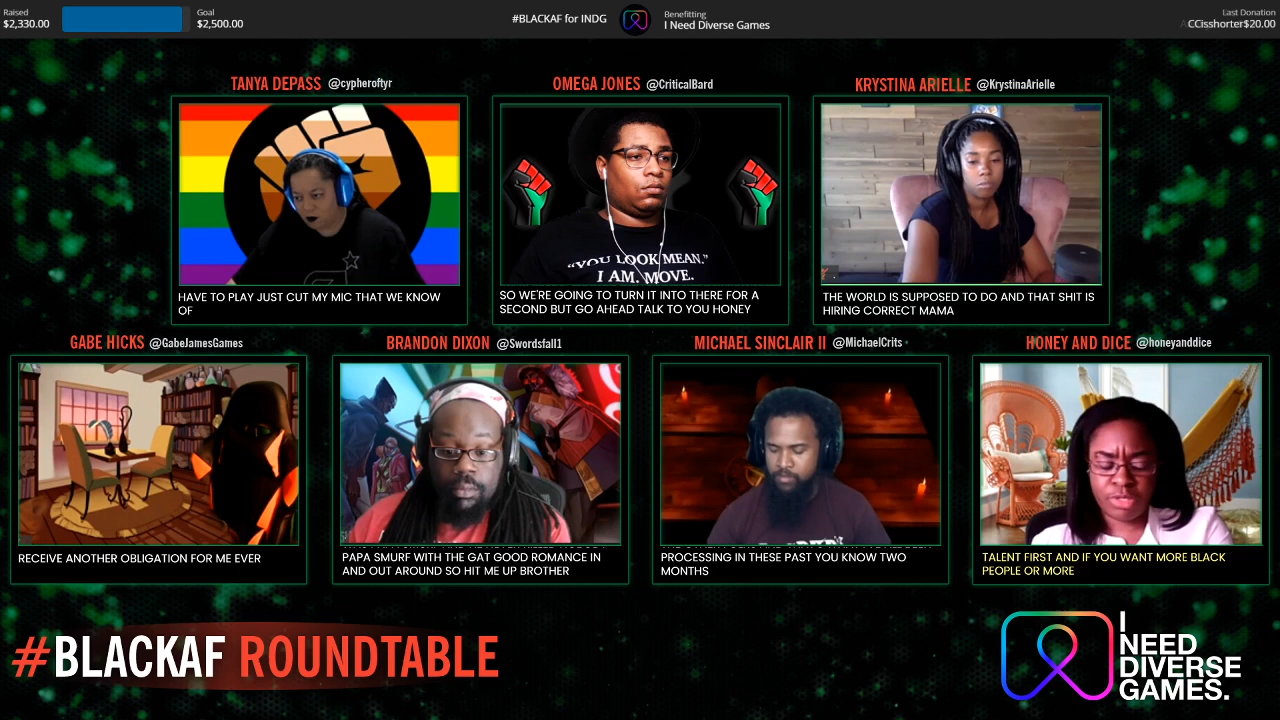 Raised
$2,330.00
Goal
$2,500.00
#BLACKAF for INDG
Benefitting
I Need Diverse Games
Last Donation
CCisshorter$20.00
TANYA DEPASS @cypheroftyr
OMEGA JONES @CriticalBard
KRYSTINA ARIELLE @KrystinaArielle
"YOU LOOK MEAN."
I AM. MOVE.
HAVE TO PLAY JUST CUT MY MIC THAT WE KNOW
OF
SO WE'RE GOING TO TURN IT INTO THERE FOR A
SECOND BUT GO AHEAD TALK TO YOU HONEY
THE WORLD IS SUPPOSED TO DO AND THAT SHIT IS
HIRING CORRECT MAMA
GABE HICKS @GabeJamesGames
BRANDON DIXON @Swordsfall1
MICHAEL SINCLAIR II @MichaelCrits
HONEY AND DICE @honeyanddice
RECEIVE ANOTHER OBLIGATION FOR ME EVER
PAPA SMURF WITH THE GAT GOOD ROMANCE IN
AND OUT AROUND SO HIT ME UP BROTHER
PROCESSING IN THESE PAST YOU KNOW TWO
MONTHS
TALENT FIRST AND IF YOU WANT MORE BLACK
PEOPLE OR MORE
#BLACKAF ROUNDTABLE
I
NEED
DIVERSE
GAMES.